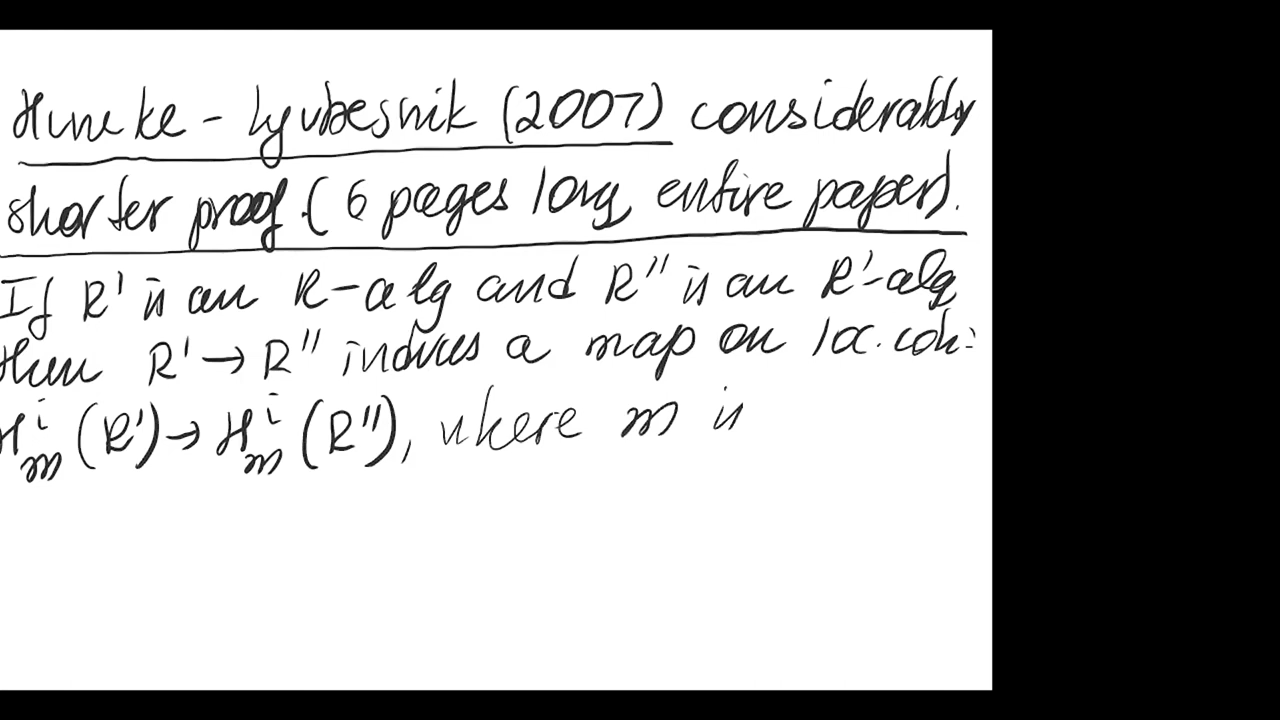 Huneke - Lyubesnik (2007) considerably
shorter proof. (6 pages long entire paper).
If R' is an R-alg and R'' is an R'-alg
then R' → R'' induces a map on loc. coh:
H^i_m (R') → H^i_m (R''), where m is